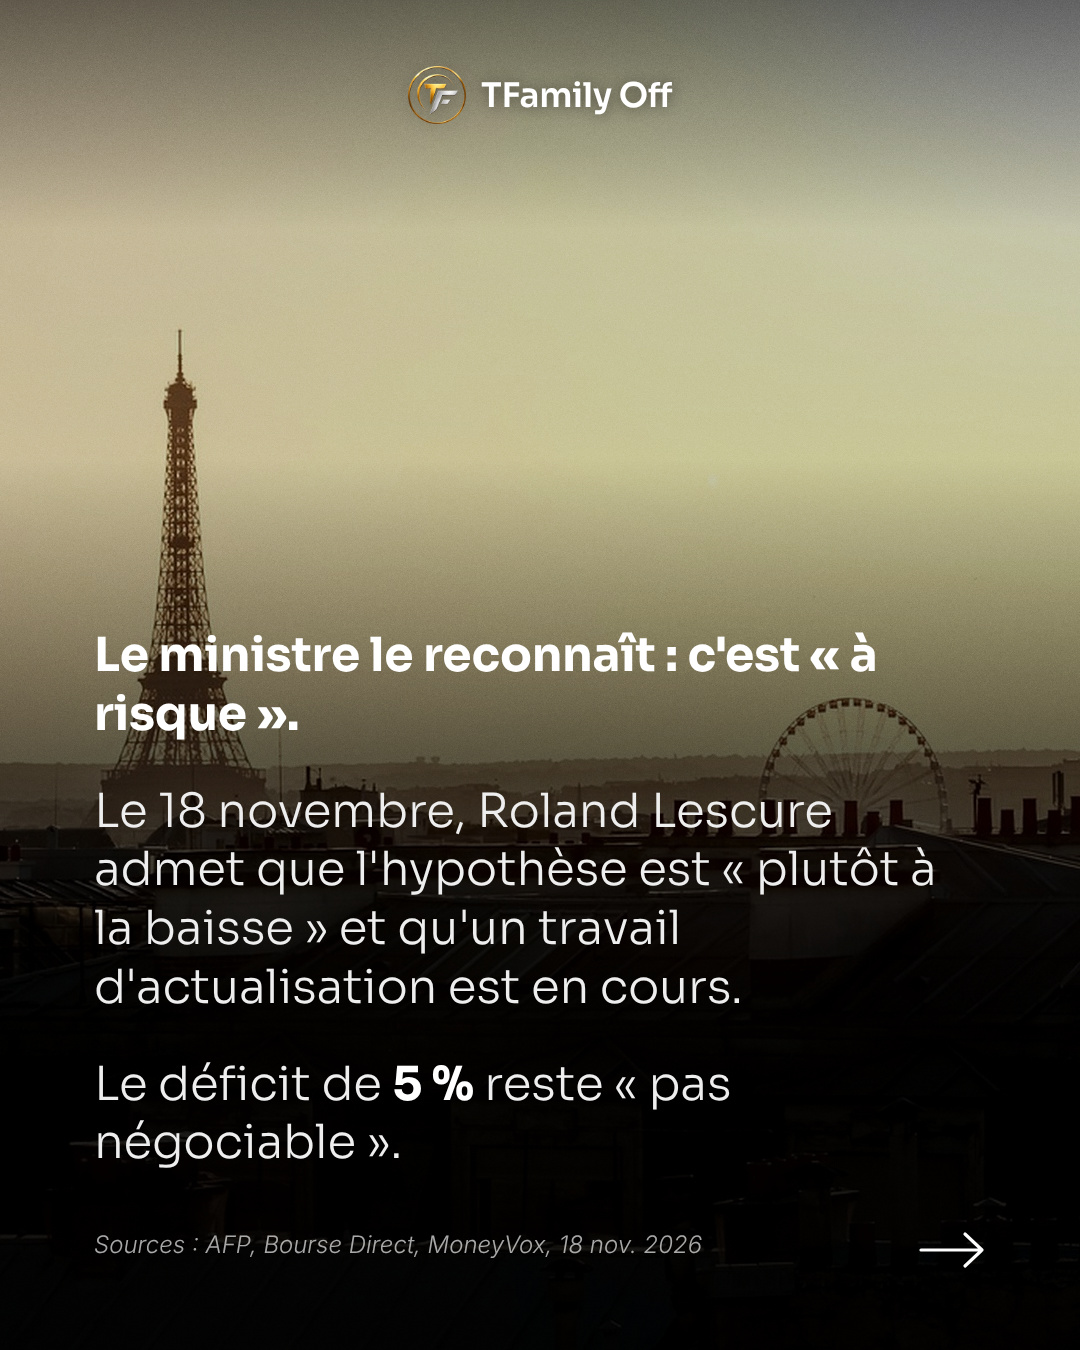 TFamily Off
Le ministre le reconnaît : c'est « à
risque ».
Le 18 novembre, Roland Lescure
admet que l'hypothèse est « plutôt à
la baisse » et qu'un travail
d'actualisation est en cours.
Le déficit de 5 % reste « pas
négociable ».
Sources : AFP, Bourse Direct, MoneyVox, 18 nov. 2026